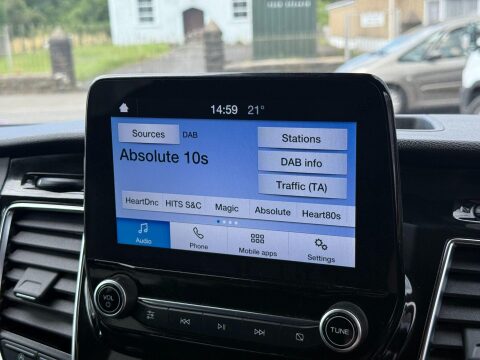 14:59 21°
Sources DAB
Stations
Absolute 10s
DAB info
Traffic (TA)
HeartDnc HITS S&C Magic Absolute Heart80s
Audio Phone Mobile apps Settings
VOL TUNE